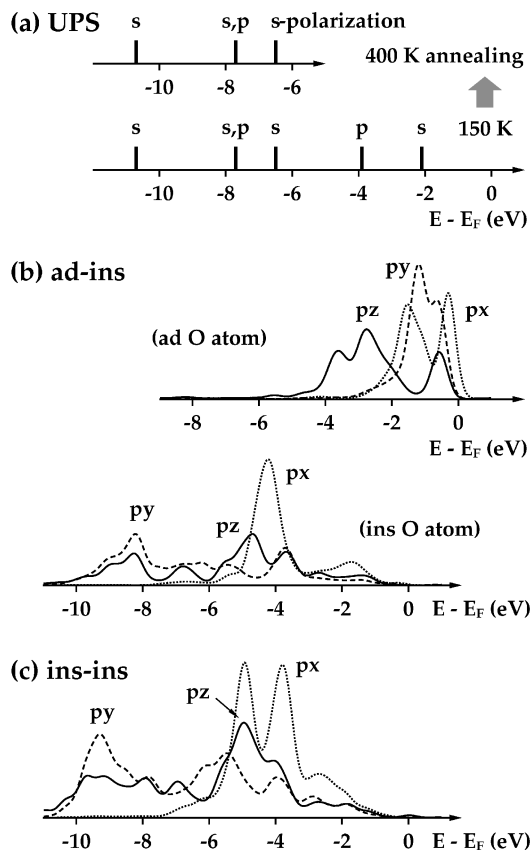 (a) UPS
s s,p s-polarization
-10 -8 -6
400 K annealing
150 K
s s,p s p s
-10 -8 -6 -4 -2 0
E - EF (eV)
(b) ad-ins
(ad O atom)
py
pz px
-8 -6 -4 -2 0
E - EF (eV)
px
py
pz
(ins O atom)
-10 -8 -6 -4 -2 0 E - EF (eV)
(c) ins-ins
px
pz
py
-10 -8 -6 -4 -2 0 E - EF (eV)